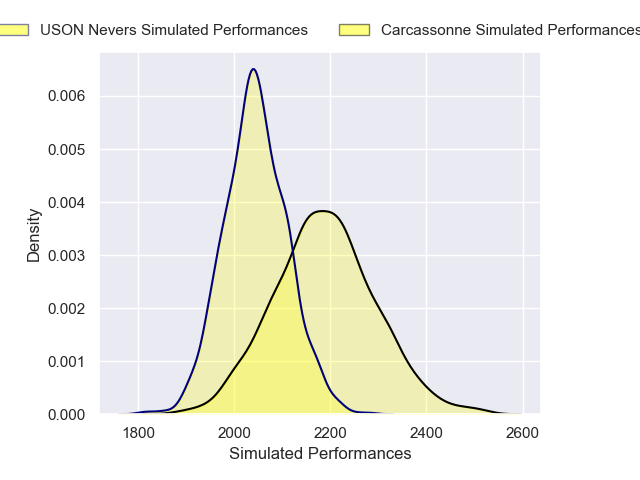 USON Nevers Simulated Performances Carcassonne Simulated Performances
0.006
0.005
0.004
0.003
0.002
0.001
0.000
Density
1800 2000 2200 2400 2600
Simulated Performances